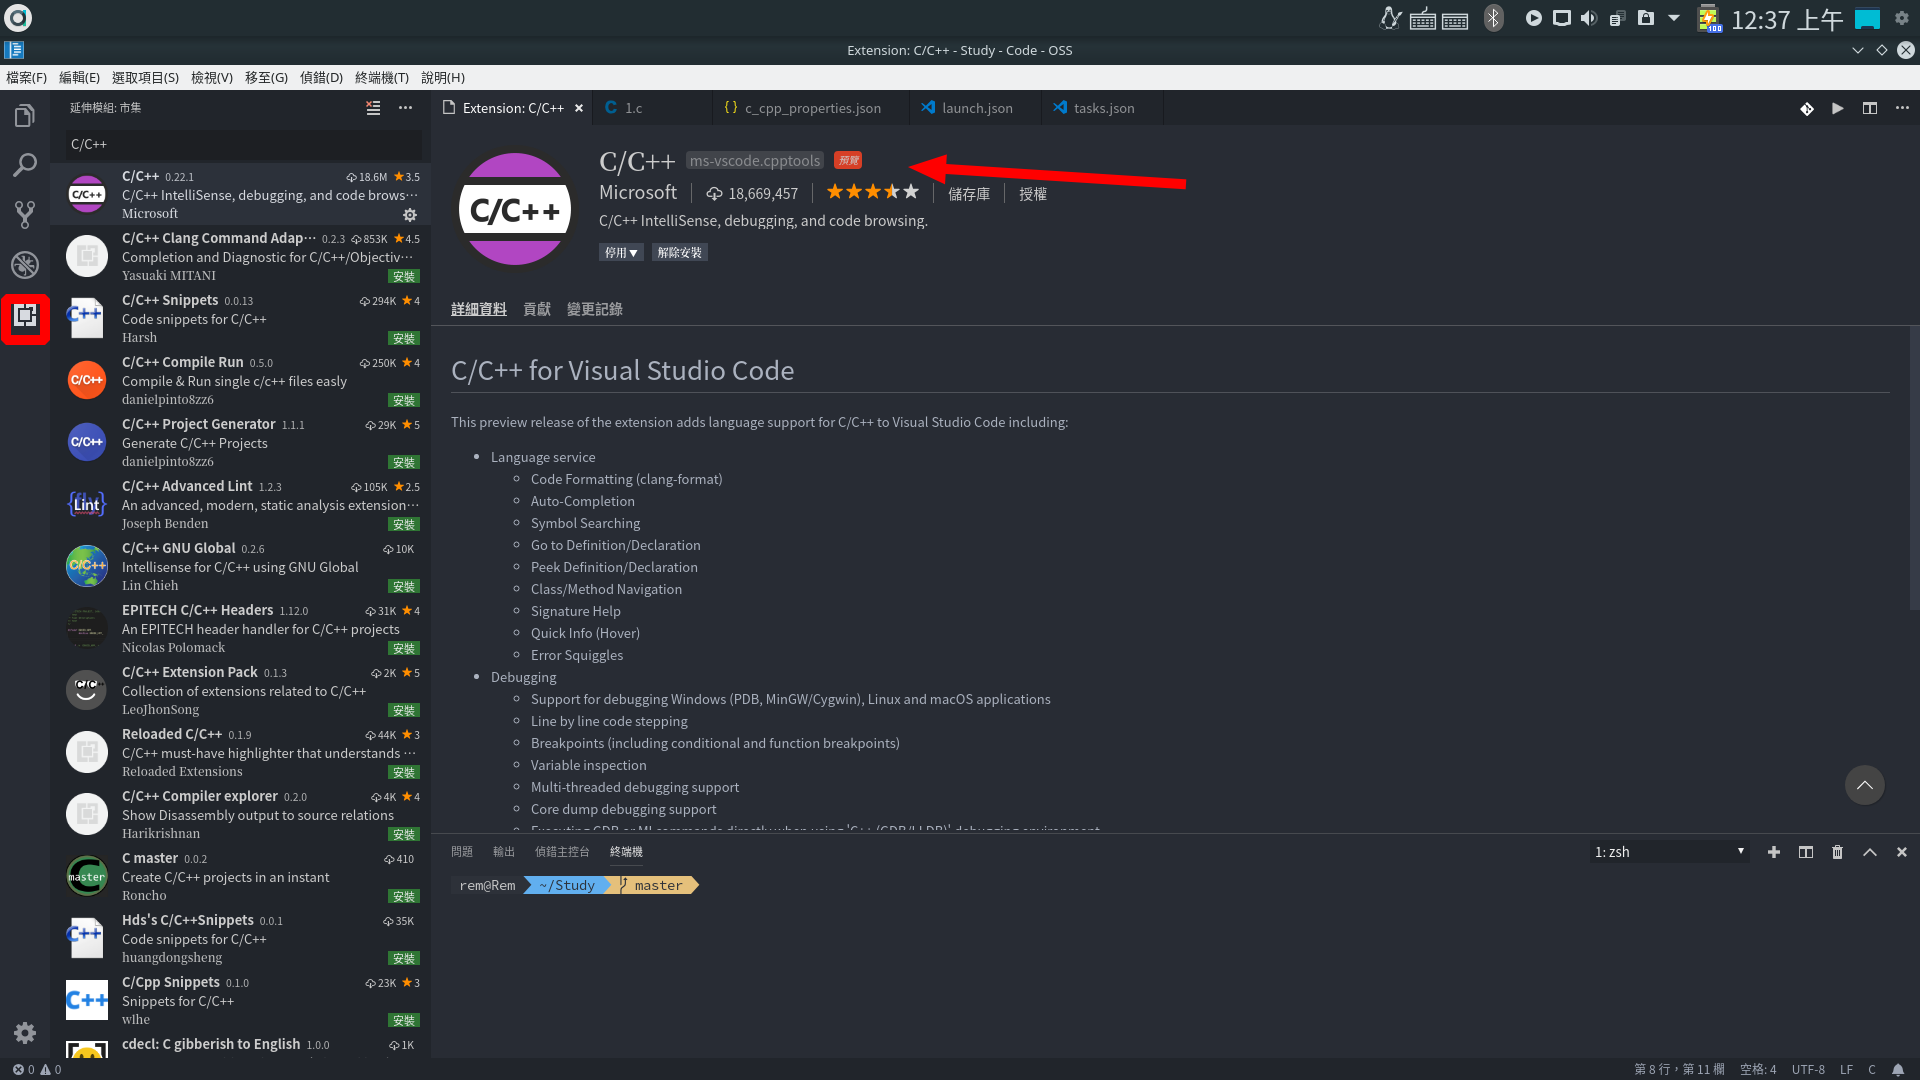 100
12:37 上午
Extension: C/C++ - Study - Code - OSS
檔案(F) 編輯(E) 選取項目(S) 檢視(V) 移至(G) 偵錯(D) 終端機(T) 說明(H)
延伸模組: 市集
C/C++
C/C++ 0.22.1 18.6M ★3.5
C/C++ IntelliSense, debugging, and code brows···
Microsoft
C/C++ Clang Command Adap··· 0.2.3 853K ★4.5
Completion and Diagnostic for C/C++/Objectiv···
Yasuaki MITANI 安裝
C++
C/C++ Snippets 0.0.13 294K ★4
Code snippets for C/C++
Harsh 安裝
C/C++
C/C++ Compile Run 0.5.0 250K ★4
Compile & Run single c/c++ files easly
danielpinto8zz6 安裝
C/C++
C/C++ Project Generator 1.1.1 29K ★5
Generate C/C++ Projects
danielpinto8zz6 安裝
Lint
C/C++ Advanced Lint 1.2.3 105K ★2.5
An advanced, modern, static analysis extension···
Joseph Benden 安裝
C/C++
C/C++ GNU Global 0.2.6 10K
Intellisense for C/C++ using GNU Global
Lin Chieh 安裝
EPITECH C/C++ Headers 1.12.0 31K ★4
An EPITECH header handler for C/C++ projects
Nicolas Polomack 安裝
C/C++ Extension Pack 0.1.3 2K ★5
Collection of extensions related to C/C++
LeoJhonSong 安裝
Reloaded C/C++ 0.1.9 44K ★3
C/C++ must-have highlighter that understands ···
Reloaded Extensions 安裝
C/C++ Compiler explorer 0.2.0 4K ★4
Show Disassembly output to source relations
Harikrishnan 安裝
master
C master 0.0.2 410
Create C/C++ projects in an instant
Roncho 安裝
C++
Hds's C/C++Snippets 0.0.1 35K
Code snippets for C/C++
huangdongsheng 安裝
C++
C/Cpp Snippets 0.1.0 23K ★3
Snippets for C/C++
wlhe 安裝
cdecl: C gibberish to English 1.0.0 1K
Extension: C/C++ × C 1.c {} c_cpp_properties.json launch.json tasks.json
C/C++
C/C++ ms-vscode.cpptools 預覽
Microsoft 18,669,457 儲存庫 授權
C/C++ IntelliSense, debugging, and code browsing.
停用▼ 解除安裝
詳細資料 貢獻 變更記錄
C/C++ for Visual Studio Code
This preview release of the extension adds language support for C/C++ to Visual Studio Code including:
Language service
Code Formatting (clang-format)
Auto-Completion
Symbol Searching
Go to Definition/Declaration
Peek Definition/Declaration
Class/Method Navigation
Signature Help
Quick Info (Hover)
Error Squiggles
Debugging
Support for debugging Windows (PDB, MinGW/Cygwin), Linux and macOS applications
Line by line code stepping
Breakpoints (including conditional and function breakpoints)
Variable inspection
Multi-threaded debugging support
Core dump debugging support
Executing GDB or MI commands directly when using 'C++ (GDB/LLDB)' debugging environment
問題 輸出 偵錯主控台 終端機 1: zsh
rem@Rem ~/Study master
0 0 第 8 行，第 11 欄 空格: 4 UTF-8 LF C